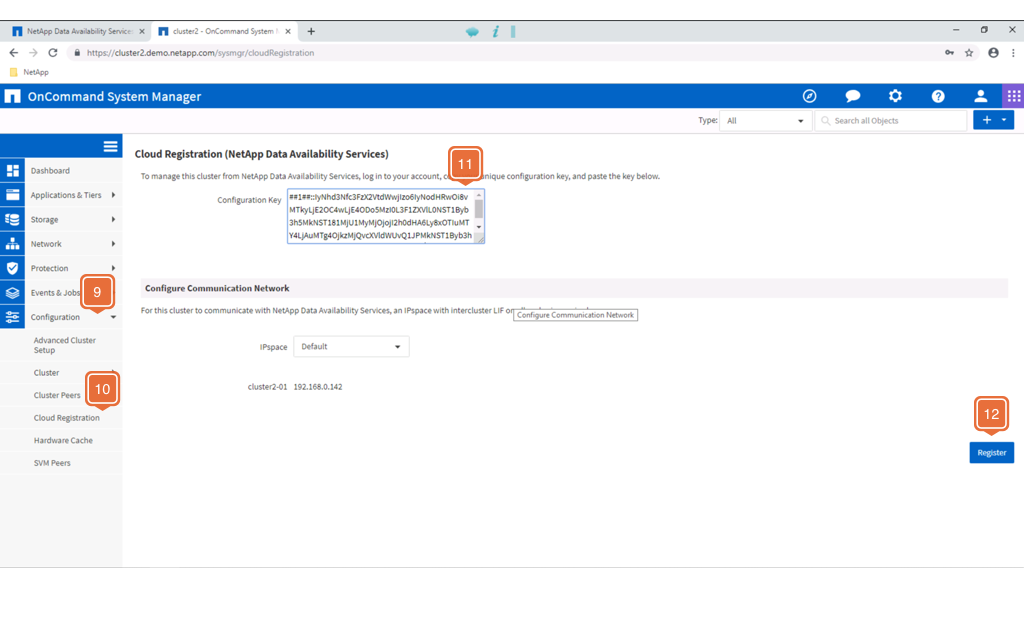 NetApp Data Availability Service
cluster2 - OnCommand System
https://cluster2.demo.netapp.com/sysmgr/cloudRegistration
NetApp
OnCommand System Manager
Type: All
Search all Objects
Dashboard
Applications & Tiers
Storage
Network
Protection
Events & Jobs
Configuration
Advanced Cluster
Setup
Cluster
Cluster Peers
Cloud Registration
Hardware Cache
SVM Peers
9
10
Cloud Registration (NetApp Data Availability Services)
11
To manage this cluster from NetApp Data Availability Services, log in to your account, unique configuration key, and paste the key below.
Configuration Key
Configure Communication Network
For this cluster to communicate with NetApp Data Availability Services, an IPspace with intercluster LIF
Configure Communication Network
IPspace Default
cluster2-01 192.168.0.142
12
Register